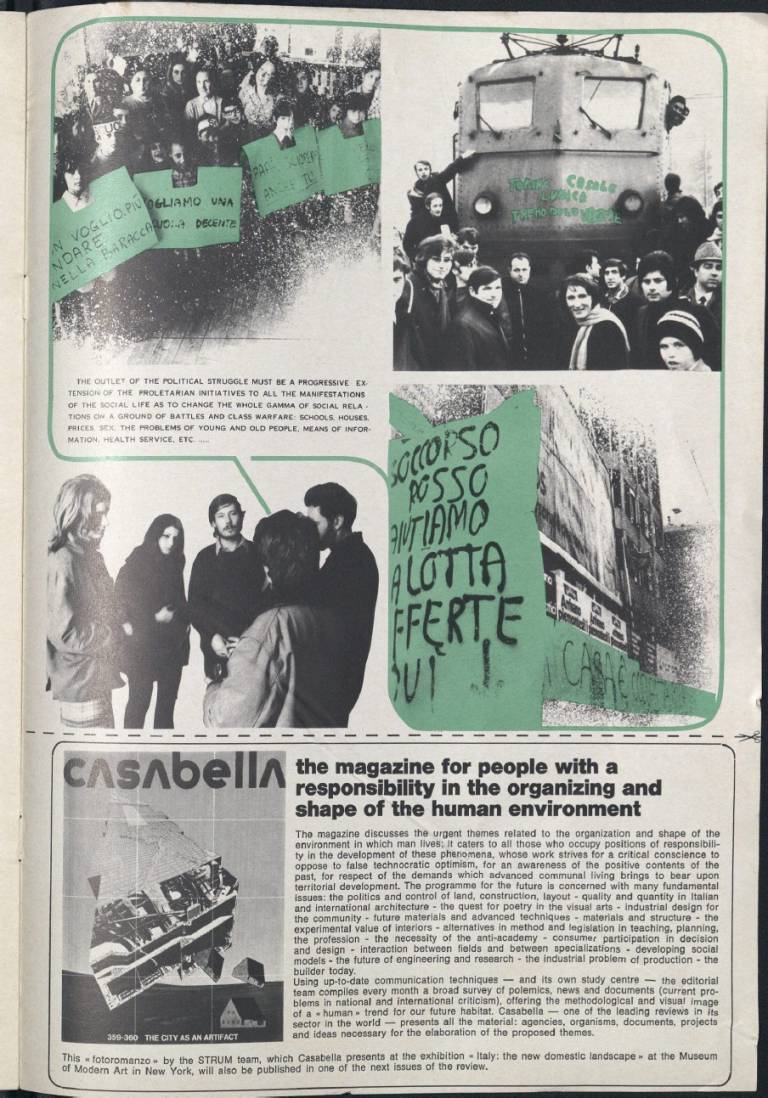 N VOGLIO PIÙ
NDARE
NELLA BARACCA
OGLIAMO UNA
DECENTE
ANCHE TU
CASALE
THE OUTLET OF THE POLITICAL STRUGGLE MUST BE A PROGRESSIVE EX-
TENSION OF THE PROLETARIAN INITIATIVES TO ALL THE MANIFESTATIONS
OF THE SOCIAL LIFE AS TO CHANGE THE WHOLE GAMMA OF SOCIAL RELA-
TIONS ON A GROUND OF BATTLES AND CLASS WARFARE: SCHOOLS, HOUSES,
PRICES, SEX, THE PROBLEMS OF YOUNG AND OLD PEOPLE, MEANS OF INFOR-
MATION, HEALTH SERVICE, ETC. .....
SOCCORSO
ROSSO
AIUTIAMO
A LOTTA
FFERTE
QUI
CASA È
casabella
359-360 THE CITY AS AN ARTIFACT
the magazine for people with a
responsibility in the organizing and
shape of the human environment
The magazine discusses the urgent themes related to the organization and shape of the
environment in which man lives; it caters to all those who occupy positions of responsibili-
ty in the development of these phenomena, whose work strives for a critical conscience to
oppose to false technocratic optimism, for an awareness of the positive contents of the
past, for respect of the demands which advanced communal living brings to bear upon
territorial development. The programme for the future is concerned with many fundamental
issues: the politics and control of land, construction, layout - quality and quantity in Italian
and international architecture - the quest for poetry in the visual arts - industrial design for
the community - future materials and advanced techniques - materials and structure - the
experimental value of interiors - alternatives in method and legislation in teaching, planning,
the profession - the necessity of the anti-academy - consumer participation in decision
and design - interaction between fields and between specializations - developing social
models - the future of engineering and research - the industrial problem of production - the
builder today.
Using up-to-date communication techniques — and its own study centre — the editorial
team compiles every month a broad survey of polemics, news and documents (current pro-
blems in national and international criticism), offering the methodological and visual image
of a « human » trend for our future habitat. Casabella — one of the leading reviews in its
sector in the world — presents all the material: agencies, organisms, documents, projects
and ideas necessary for the elaboration of the proposed themes.
This « fotoromanzo » by the STRUM team, which Casabella presents at the exhibition « Italy: the new domestic landscape » at the Museum
of Modern Art in New York, will also be published in one of the next issues of the review.